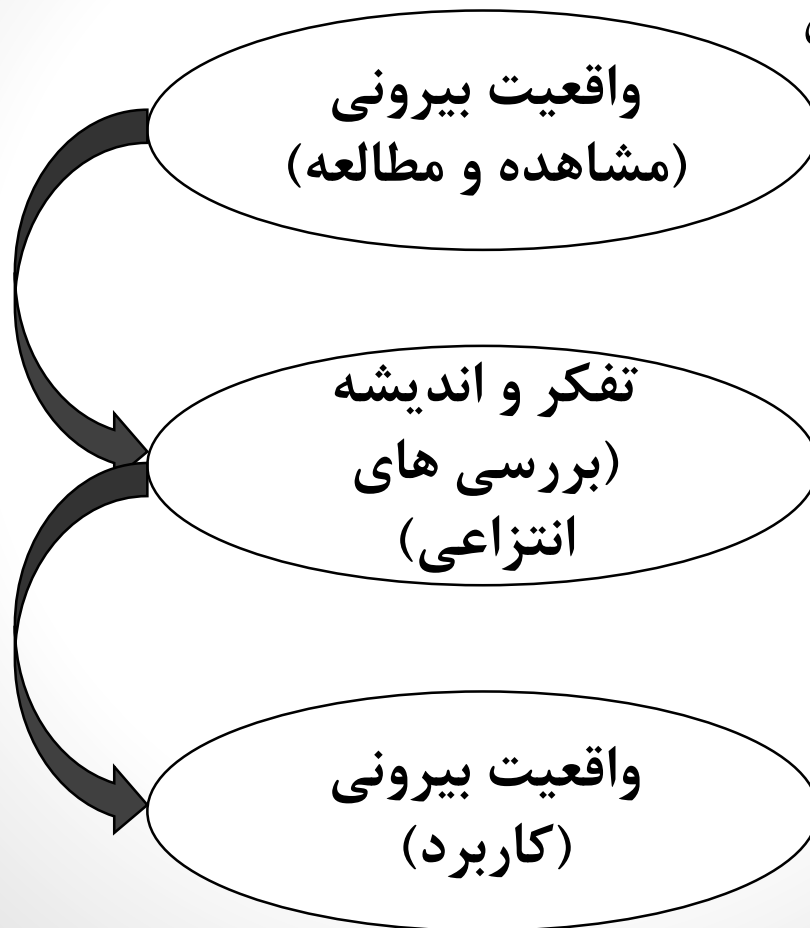 واقعیت بیرونی
(مشاهده و مطالعه)
تفکر و اندیشه
(بررسی های
انتزاعی)
واقعیت بیرونی
(کاربرد)